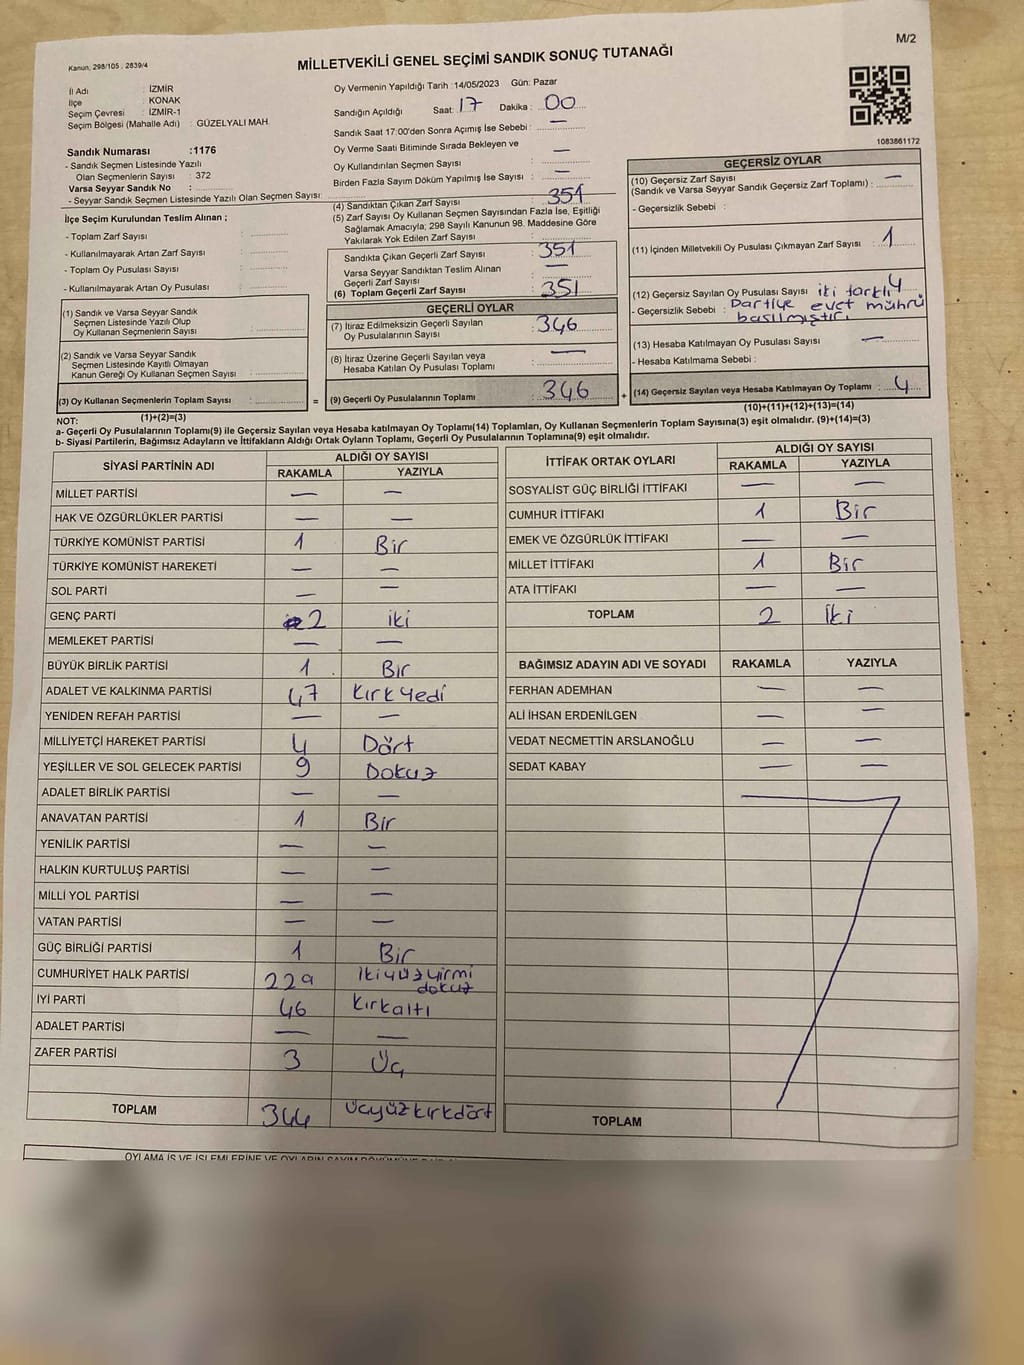 M/2
Kanun, 298/105 , 2839/4
MİLLETVEKİLİ GENEL SEÇİMİ SANDIK SONUÇ TUTANAĞI
İl Adı : İZMİR
İlçe : KONAK
Seçim Çevresi : İZMİR-1
Seçim Bölgesi (Mahalle Adı) : GÜZELYALI MAH.
Sandık Numarası :1176
- Sandık Seçmen Listesinde Yazılı
Olan Seçmenlerin Sayısı : 372
Varsa Seyyar Sandık No :
- Seyyar Sandık Seçmen Listesinde Yazılı Olan Seçmen Sayısı:
İlçe Seçim Kurulundan Teslim Alınan ;
- Toplam Zarf Sayısı :
- Kullanılmayarak Artan Zarf Sayısı :
- Toplam Oy Pusulası Sayısı :
- Kullanılmayarak Artan Oy Pusulası :
(1) Sandık ve Varsa Seyyar Sandık
Seçmen Listesinde Yazılı Olup
Oy Kullanan Seçmenlerin Sayısı :
(2) Sandık ve Varsa Seyyar Sandık
Seçmen Listesinde Kayıtlı Olmayan
Kanun Gereği Oy Kullanan Seçmen Sayısı :
(3) Oy Kullanan Seçmenlerin Toplam Sayısı :
(1)+(2)=(3)
Oy Vermenin Yapıldığı Tarih :14/05/2023 Gün: Pazar
Sandığın Açıldığı Saat: 17 Dakika : 00
Sandık Saat 17:00'den Sonra Açımış İse Sebebi : —
Oy Verme Saati Bitiminde Sırada Bekleyen ve
Oy Kullandırılan Seçmen Sayısı : —
Birden Fazla Sayım Döküm Yapılmış İse Sayısı : —
(4) Sandıktan Çıkan Zarf Sayısı : 351
(5) Zarf Sayısı Oy Kullanan Seçmen Sayısından Fazla İse, Eşitliği
Sağlamak Amacıyla; 298 Sayılı Kanunun 98. Maddesine Göre
Yakılarak Yok Edilen Zarf Sayısı :
Sandıkta Çıkan Geçerli Zarf Sayısı : 351
Varsa Seyyar Sandıktan Teslim Alınan
Geçerli Zarf Sayısı : —
(6) Toplam Geçerli Zarf Sayısı : 351
GEÇERLİ OYLAR
(7) İtiraz Edilmeksizin Geçerli Sayılan
Oy Pusulasının Sayısı : 346
(8) İtiraz Üzerine Geçerli Sayılan veya
Hesaba Katılan Oy Pusulası Toplamı : —
= (9) Geçerli Oy Pusulalarının Toplamı : 346 +
1083861172
GEÇERSİZ OYLAR
(10) Geçersiz Zarf Sayısı
(Sandık ve Varsa Seyyar Sandık Geçersiz Zarf Toplamı) : —
- Geçersizlik Sebebi :
(11) İçinden Milletvekili Oy Pusulası Çıkmayan Zarf Sayısı : 1
(12) Geçersiz Sayılan Oy Pusulası Sayısı : 4
iki farklı
- Geçersizlik Sebebi : Partiye evet mührü
basılmıştır.
(13) Hesaba Katılmayan Oy Pusulası Sayısı : —
- Hesaba Katılmama Sebebi :
(14) Geçersiz Sayılan veya Hesaba Katılmayan Oy Toplamı : 4
(10)+(11)+(12)+(13)=(14)
NOT:
a- Geçerli Oy Pusulalarının Toplamı(9) ile Geçersiz Sayılan veya Hesaba katılmayan Oy Toplamı(14) Toplamları, Oy Kullanan Seçmenlerin Toplam Sayısına(3) eşit olmalıdır. (9)+(14)=(3)
b- Siyasi Partilerin, Bağımsız Adayların ve İttifakların Aldığı Ortak Oyların Toplamı, Geçerli Oy Pusulalarının Toplamına(9) eşit olmalıdır.
SİYASİ PARTİNİN ADI ALDIĞI OY SAYISI
RAKAMLA YAZIYLA
MİLLET PARTİSİ — —
HAK VE ÖZGÜRLÜKLER PARTİSİ — —
TÜRKİYE KOMÜNİST PARTİSİ 1 Bir
TÜRKİYE KOMÜNİST HAREKETİ — —
SOL PARTİ — —
GENÇ PARTİ 2 iki
MEMLEKET PARTİSİ — —
BÜYÜK BİRLİK PARTİSİ 1 Bir
ADALET VE KALKINMA PARTİSİ 47 Kırkyedi
YENİDEN REFAH PARTİSİ — —
MİLLİYETÇİ HAREKET PARTİSİ 4 Dört
YEŞİLLER VE SOL GELECEK PARTİSİ 9 Dokuz
ADALET BİRLİK PARTİSİ — —
ANAVATAN PARTİSİ 1 Bir
YENİLİK PARTİSİ — —
HALKIN KURTULUŞ PARTİSİ — —
MİLLİ YOL PARTİSİ — —
VATAN PARTİSİ — —
GÜÇ BİRLİĞİ PARTİSİ 1 Bir
CUMHURİYET HALK PARTİSİ 229 İkiyüzyirmi
dokuz
İYİ PARTİ 46 Kırkaltı
ADALET PARTİSİ — —
ZAFER PARTİSİ 3 Üç
TOPLAM 344 Üçyüzkırkdört
İTTİFAK ORTAK OYLARI ALDIĞI OY SAYISI
RAKAMLA YAZIYLA
SOSYALİST GÜÇ BİRLİĞİ İTTİFAKI — —
CUMHUR İTTİFAKI 1 Bir
EMEK VE ÖZGÜRLÜK İTTİFAKI — —
MİLLET İTTİFAKI 1 Bir
ATA İTTİFAKI — —
TOPLAM 2 İki
BAĞIMSIZ ADAYIN ADI VE SOYADI RAKAMLA YAZIYLA
FERHAN ADEMHAN — —
ALİ İHSAN ERDENİLGEN — —
VEDAT NECMETTİN ARSLANOĞLU — —
SEDAT KABAY — —
TOPLAM